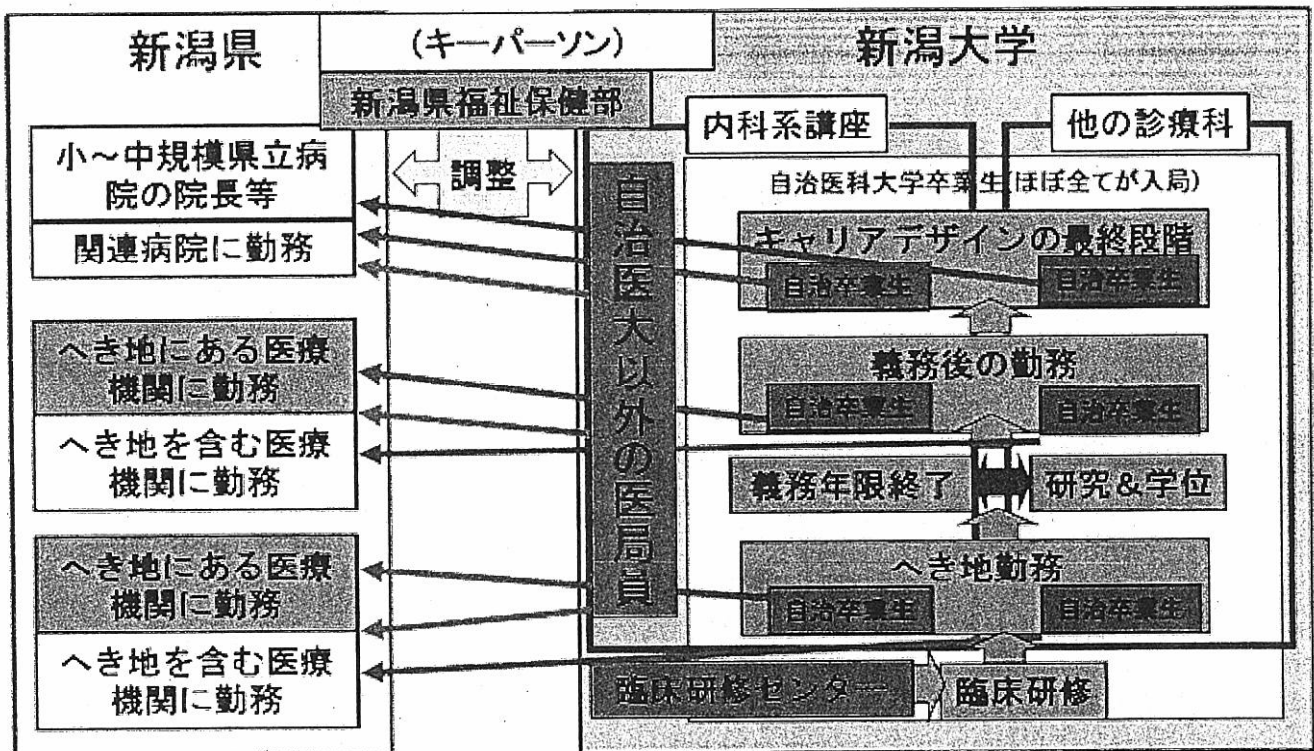 新潟県
(キーパーソン)
新潟大学
新潟県福祉保健部
内科系講座
他の診療科
小～中規模県立病
院の院長等
関連病院に勤務
調整
自治医科大学卒業生(ほぼ全てが入局)
キャリアデザインの最終段階
自治卒業生
自治卒業生
自治医大以外の医局員
へき地にある医療
機関に勤務
へき地を含む医療
機関に勤務
義務後の勤務
自治卒業生
自治卒業生
義務年限終了
研究&学位
へき地にある医療
機関に勤務
へき地を含む医療
機関に勤務
へき地勤務
自治卒業生
自治卒業生
臨床研修センター
臨床研修